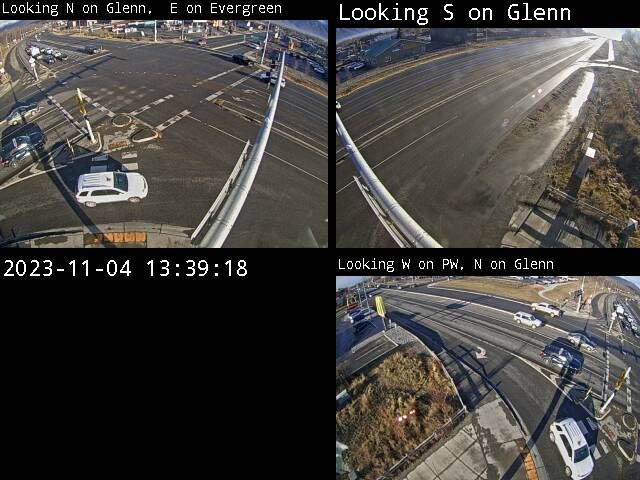 Looking N on Glenn,  E on Evergreen
Looking S on Glenn
2023-11-04 13:39:18
Looking W on PW, N on Glenn